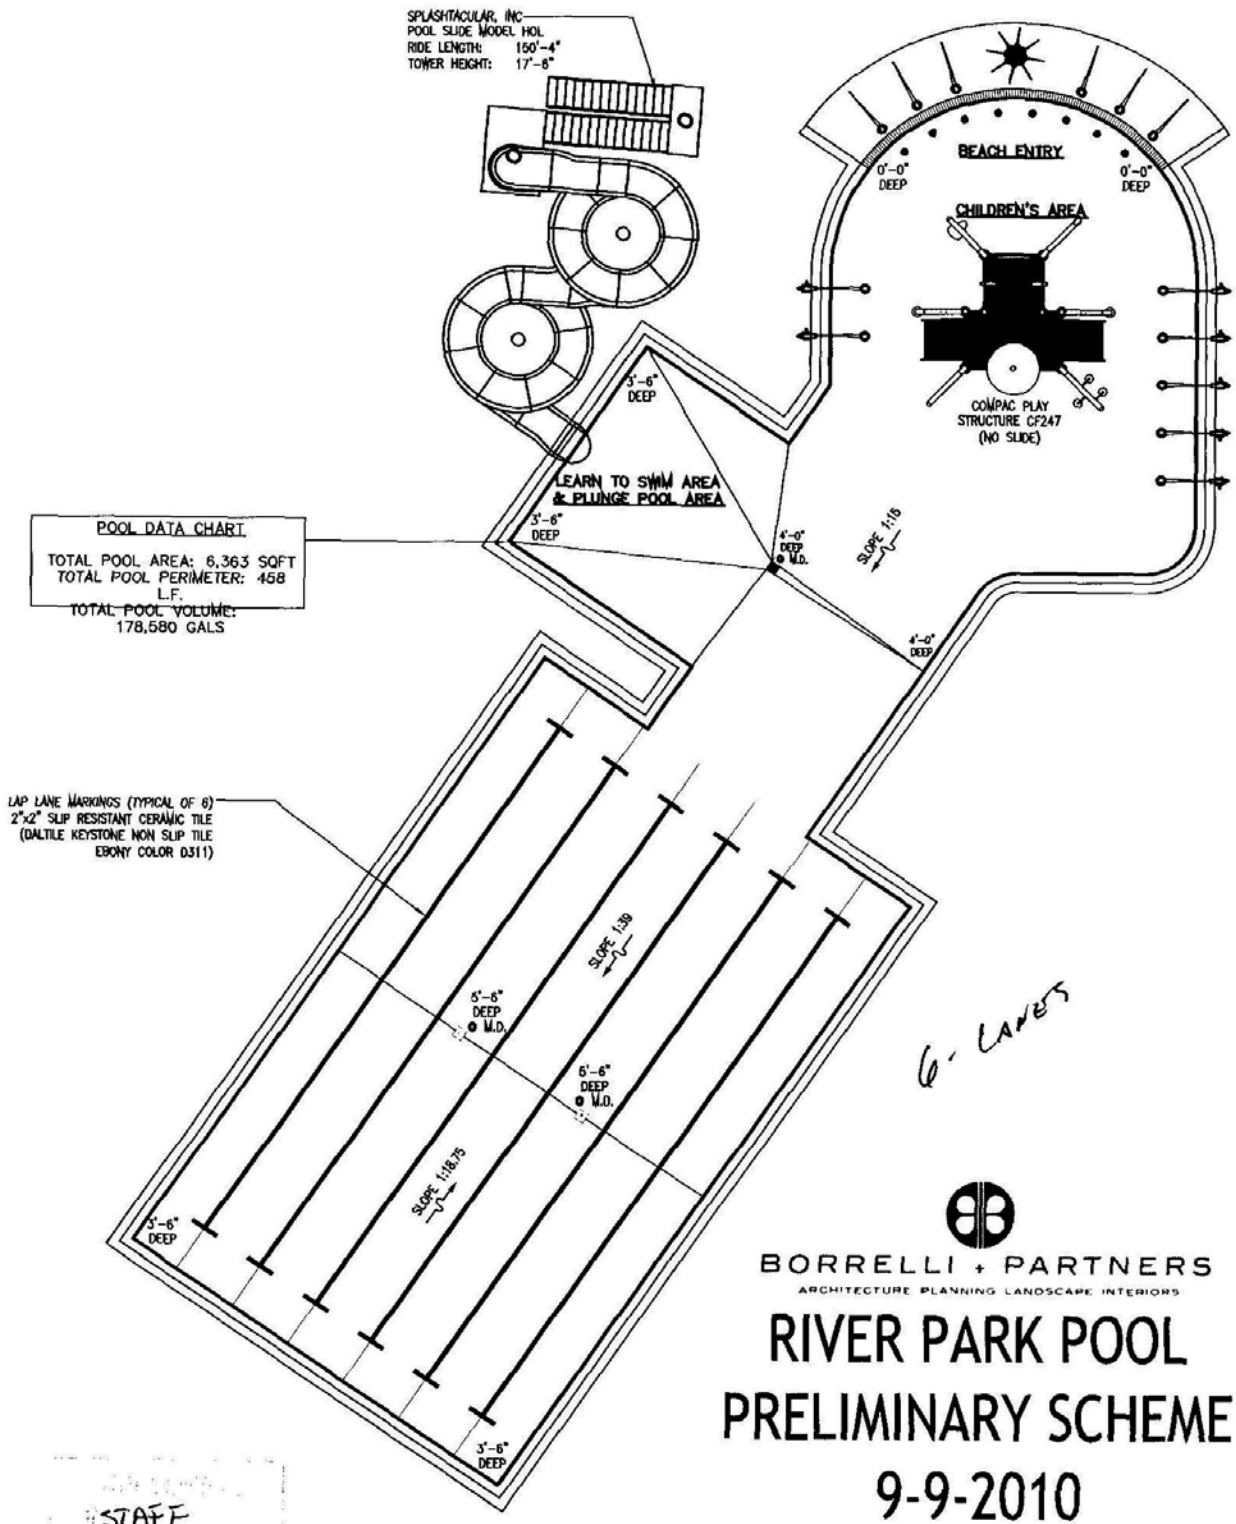 SPLASHTACULAR, INC
POOL SLIDE MODEL HOL
RIDE LENGTH: 150'-4"
TOWER HEIGHT: 17'-6"
BEACH ENTRY
0'-0"
DEEP
0'-0"
DEEP
CHILDREN'S AREA
COMPAC PLAY
STRUCTURE CF247
(NO SLIDE)
3'-6"
DEEP
LEARN TO SWIM AREA
& PLUNGE POOL AREA
3'-6"
DEEP
4'-0"
DEEP
M.D.
SLOPE 1:15
4'-0"
DEEP
POOL DATA CHART
TOTAL POOL AREA: 6,363 SQFT
TOTAL POOL PERIMETER: 458
L.F.
TOTAL POOL VOLUME:
178,580 GALS
LAP LANE MARKINGS (TYPICAL OF 6)
2"x2" SLIP RESISTANT CERAMIC TILE
(DALTILE KEYSTONE NON SLIP TILE
EBONY COLOR D311)
SLOPE 1:39
5'-6"
DEEP
M.D.
5'-6"
DEEP
M.D.
SLOPE 1:18.75
3'-6"
DEEP
3'-6"
DEEP
6 - LANES
BORRELLI + PARTNERS
ARCHITECTURE PLANNING LANDSCAPE INTERIORS
RIVER PARK POOL
PRELIMINARY SCHEME
9-9-2010
STAFF